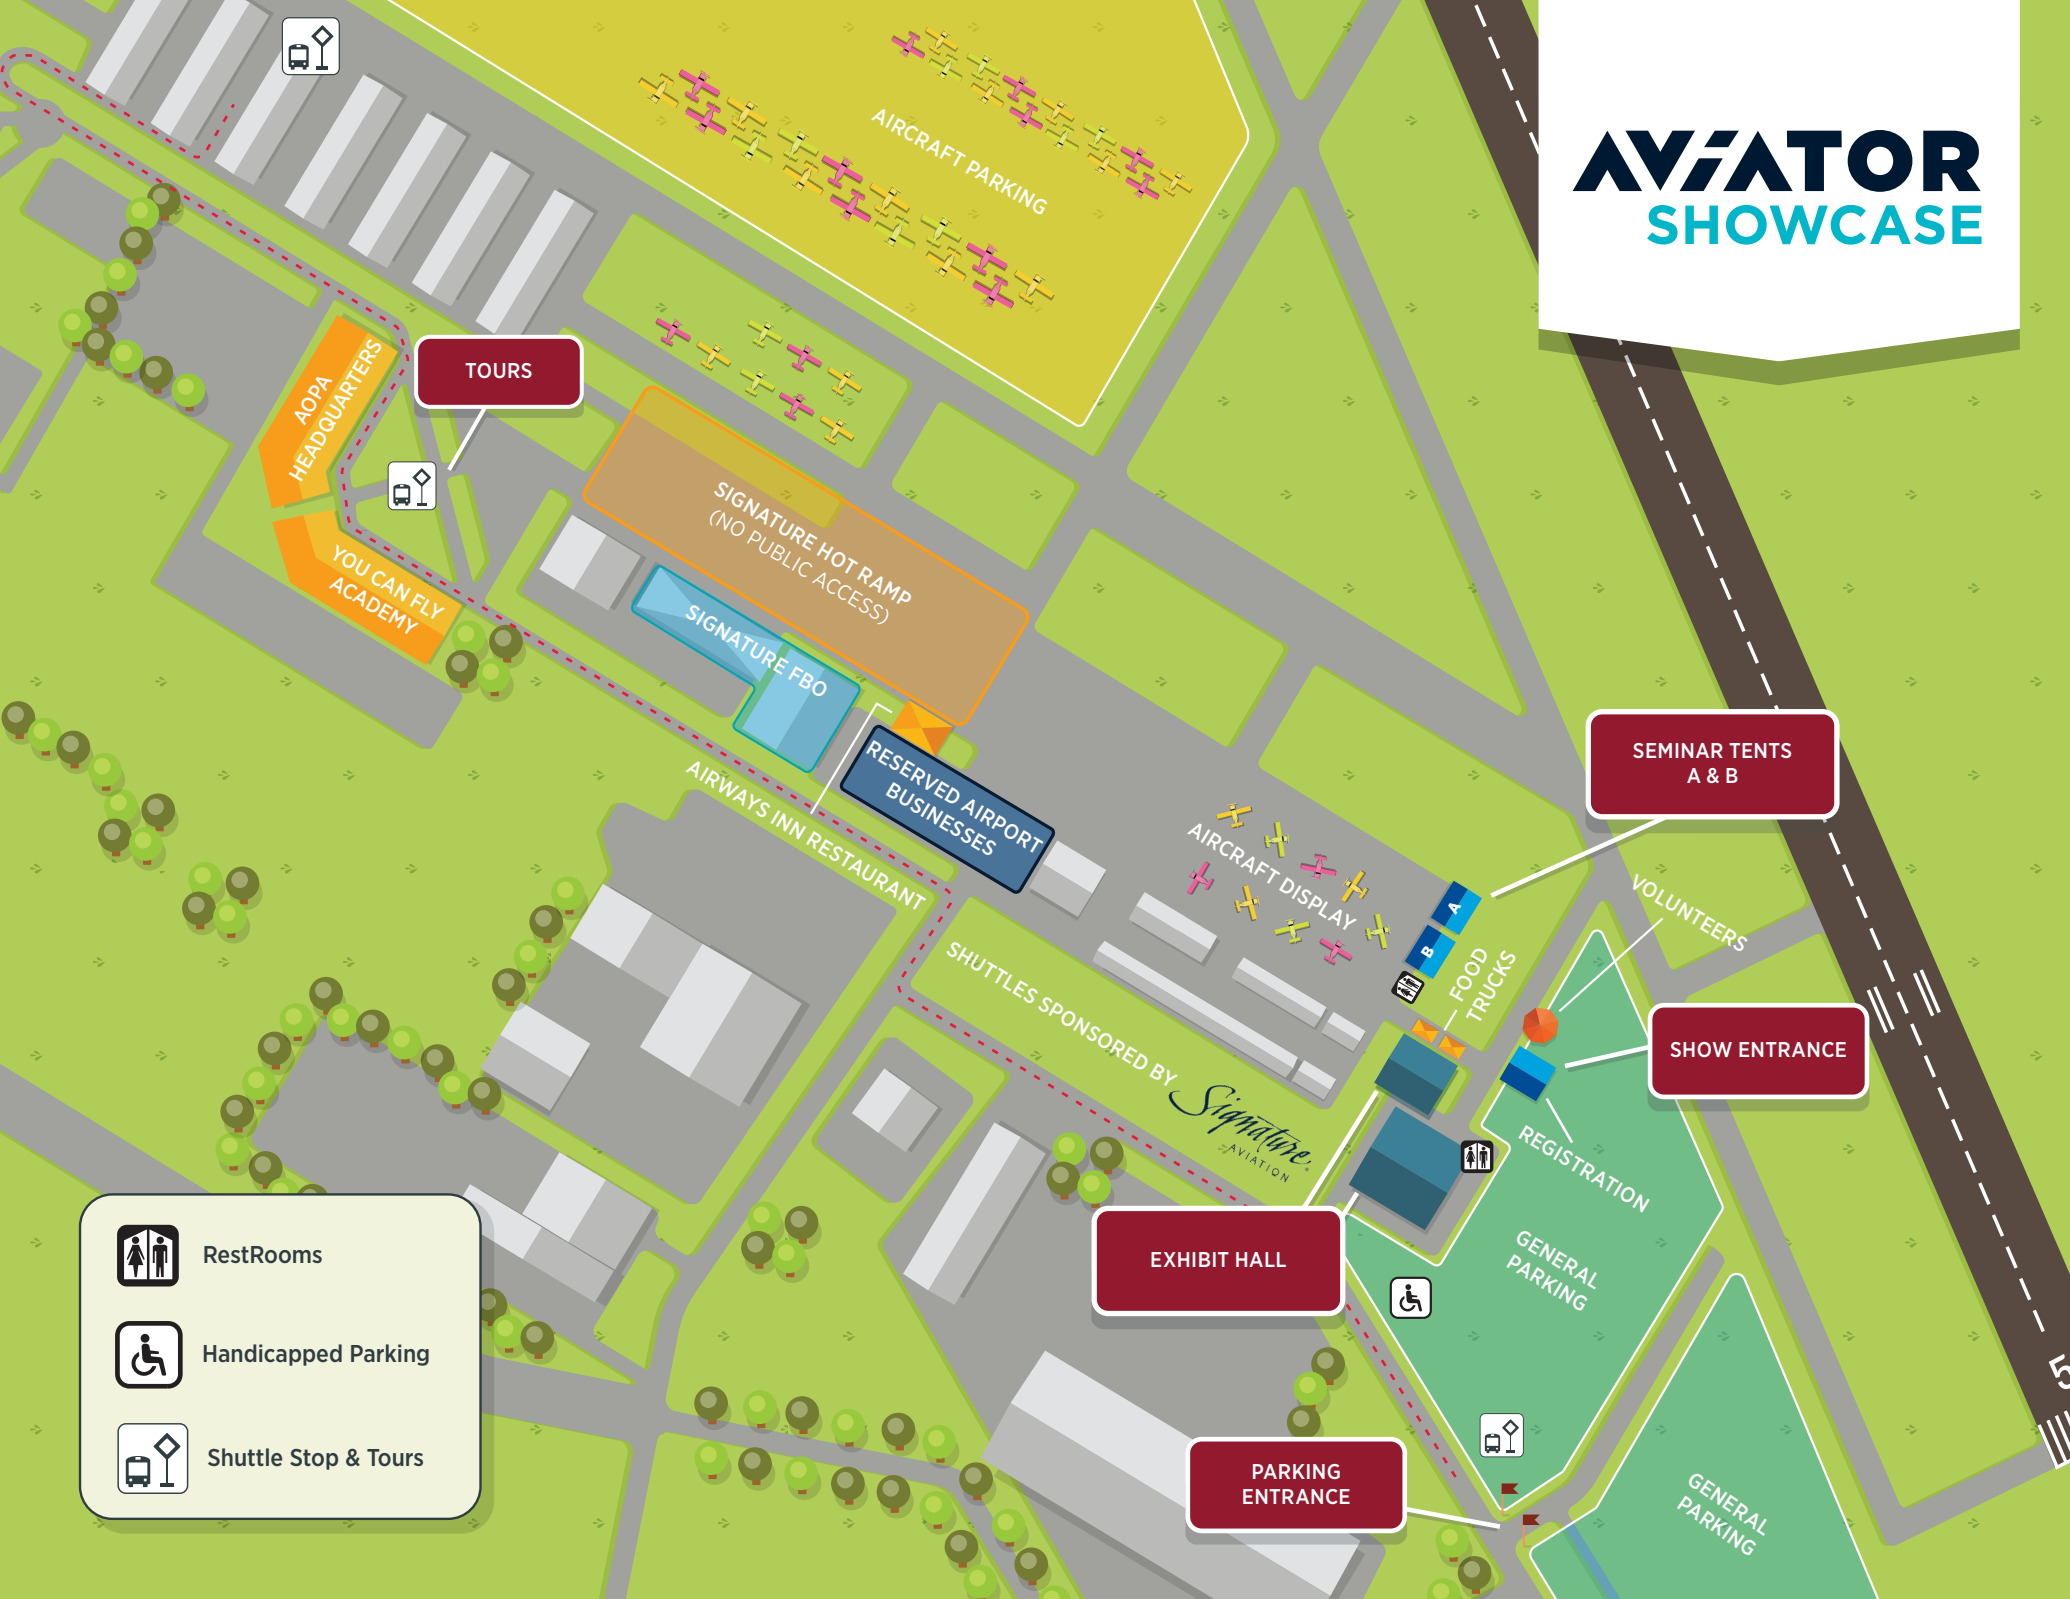 AVIATOR
SHOWCASE
AIRCRAFT PARKING
AOPA
HEADQUARTERS
TOURS
YOU CAN FLY
ACADEMY
SIGNATURE HOT RAMP
(NO PUBLIC ACCESS)
SIGNATURE FBO
RESERVED AIRPORT
BUSINESSES
AIRWAYS INN RESTAURANT
AIRCRAFT DISPLAY
SEMINAR TENTS
A & B
A
B
FOOD
TRUCKS
VOLUNTEERS
SHOW ENTRANCE
SHUTTLES SPONSORED BY
Signature
AVIATION
REGISTRATION
GENERAL
PARKING
EXHIBIT HALL
PARKING
ENTRANCE
GENERAL
PARKING
5
RestRooms
Handicapped Parking
Shuttle Stop & Tours